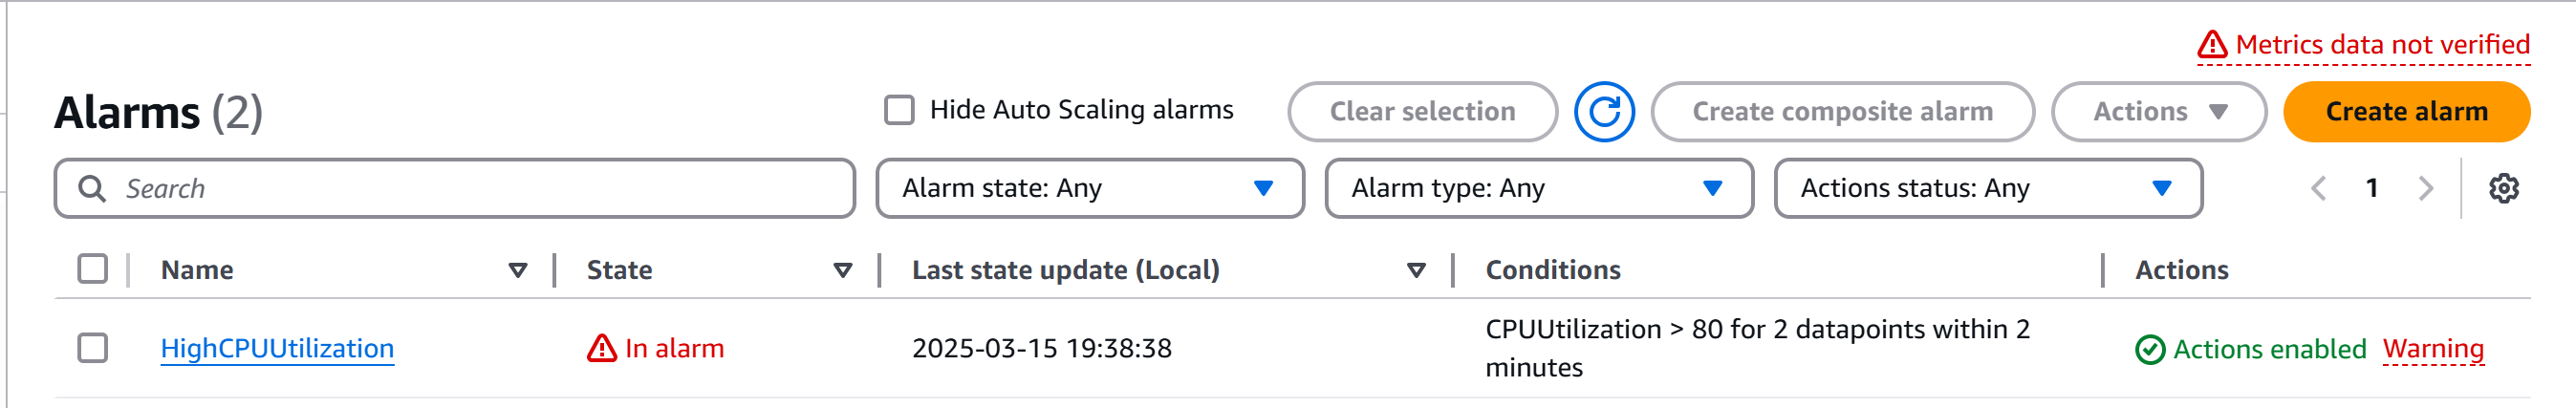 Metrics data not verified
Alarms (2)
Hide Auto Scaling alarms
Clear selection
Create composite alarm
Actions
Create alarm
Search
Alarm state: Any
Alarm type: Any
Actions status: Any
1
Name
State
Last state update (Local)
Conditions
Actions
HighCPUUtilization
In alarm
2025-03-15 19:38:38
CPUUtilization > 80 for 2 datapoints within 2
minutes
Actions enabled
Warning